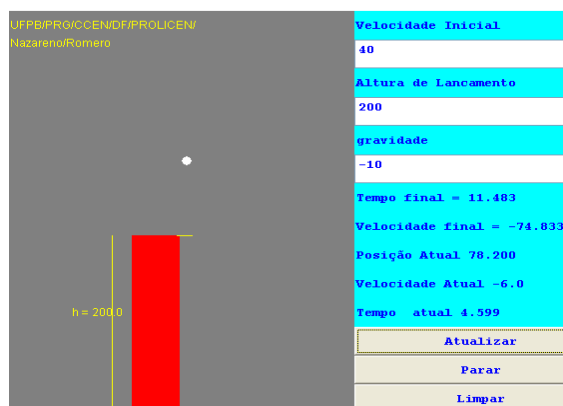 UFPB/PRG/CCEN/DF/PROLICEN/
Nazareno/Romero
h = 200.0
Velocidade Inicial
40
Altura de Lancamento
200
gravidade
-10
Tempo final = 11.483
Velocidade final = -74.833
Posição Atual 78.200
Velocidade Atual -6.0
Tempo atual 4.599
Atualizar
Parar
Limpar